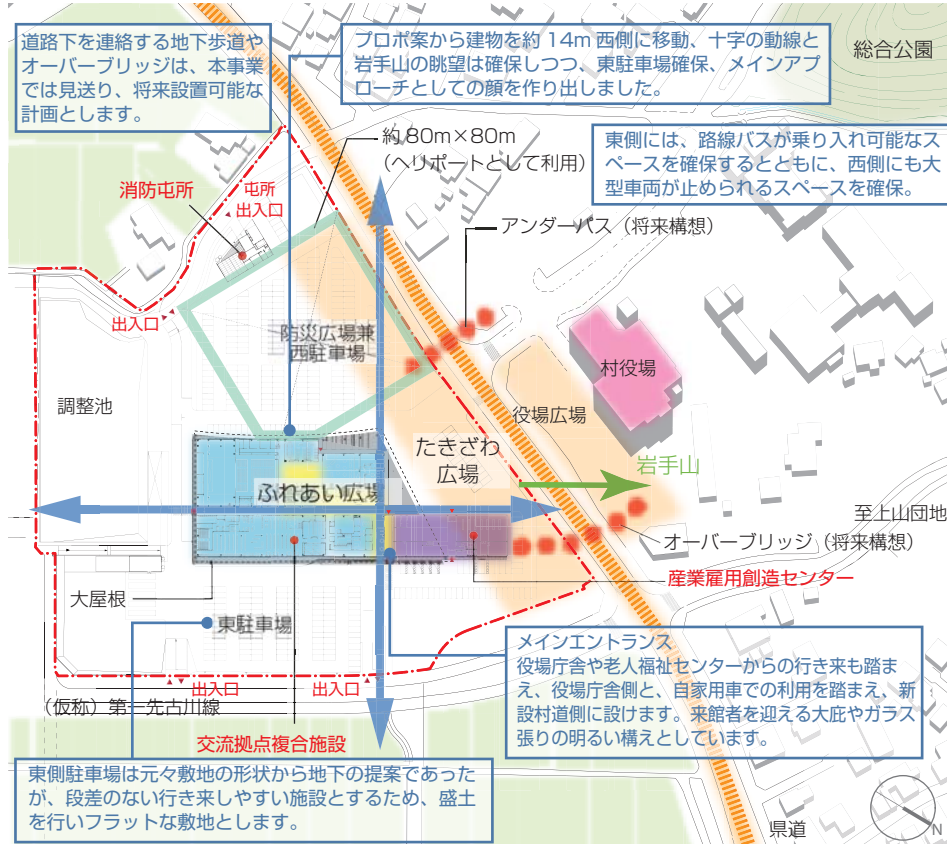 道路下を連絡する地下歩道や
オーバーブリッジは、本事業
では見送り、将来設置可能な
計画とします。
プロポ案から建物を約 14m 西側に移動、十字の動線と
岩手山の眺望は確保しつつ、東駐車場確保、メインアプ
ローチとしての顔を作り出しました。
総合公園
約 80m×80m
（ヘリポートとして利用）
東側には、路線バスが乗り入れ可能なス
ペースを確保するとともに、西側にも大
型車両が止められるスペースを確保。
消防屯所
屯所
出入口
アンダーパス（将来構想）
出入口
防災広場兼
西駐車場
村役場
調整池
役場広場
たきざわ
広場
岩手山
ふれあい広場
至上山団地
オーバーブリッジ（将来構想）
産業雇用創造センター
大屋根
東駐車場
メインエントランス
役場庁舎や老人福祉センターからの行き来も踏ま
え、役場庁舎側と、自家用車での利用を踏まえ、新
設村道側に設けます。来館者を迎える大庇やガラス
張りの明るい構えとしています。
出入口
出入口
（仮称）第一先古川線
交流拠点複合施設
東側駐車場は元々敷地の形状から地下の提案であった
が、段差のない行き来しやすい施設とするため、盛土
を行いフラットな敷地とします。
県道
N